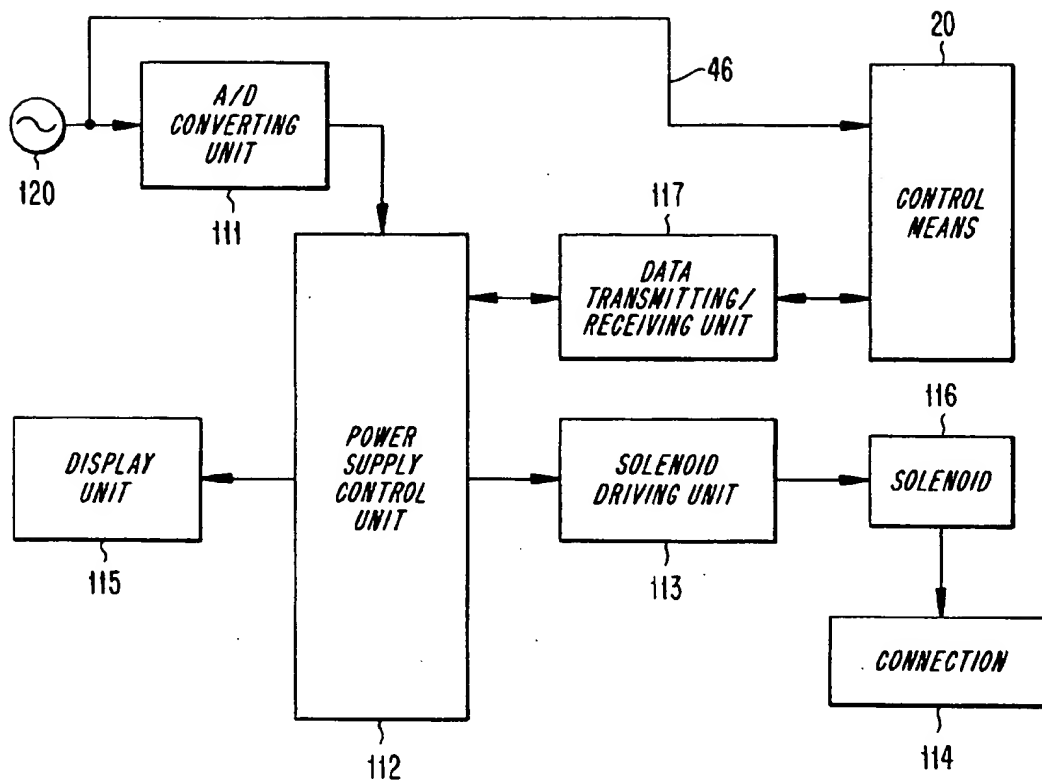 20
46
A/D
CONVERTING
UNIT
120
111
CONTROL
MEANS
117
DATA
TRANSMITTING/
RECEIVING UNIT
116
DISPLAY
UNIT
POWER
SUPPLY
CONTROL
UNIT
SOLENOID
DRIVING UNIT
SOLENOID
115
113
CONNECTION
112
114